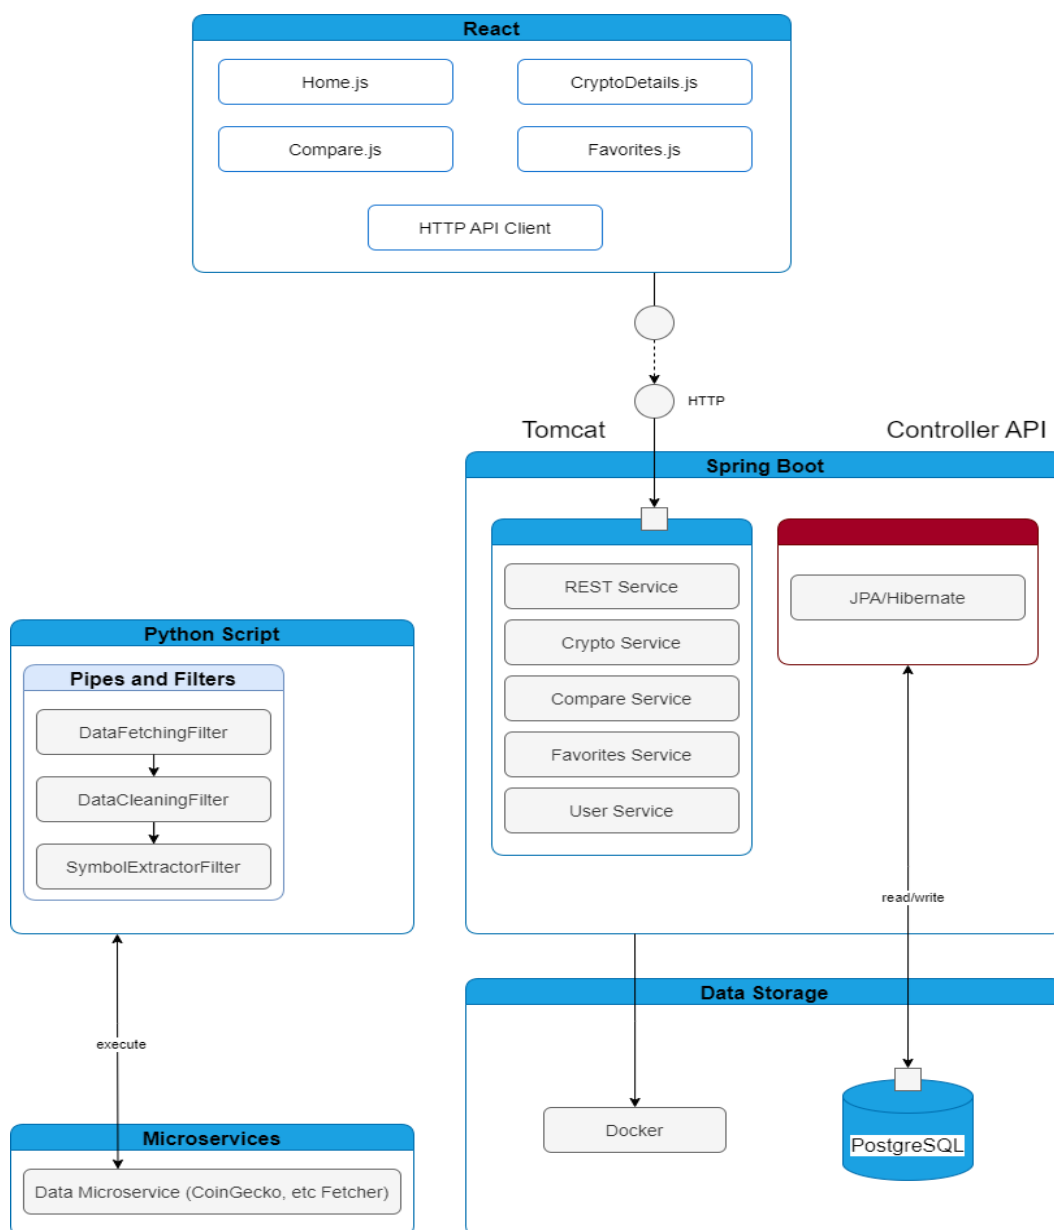 React
Home.js
CryptoDetails.js
Compare.js
Favorites.js
HTTP API Client
HTTP
Tomcat
Controller API
Spring Boot
REST Service
Crypto Service
Compare Service
Favorites Service
User Service
JPA/Hibernate
Python Script
Pipes and Filters
DataFetchingFilter
DataCleaningFilter
SymbolExtractorFilter
read/write
execute
Data Storage
Docker
PostgreSQL
Microservices
Data Microservice (CoinGecko, etc Fetcher)